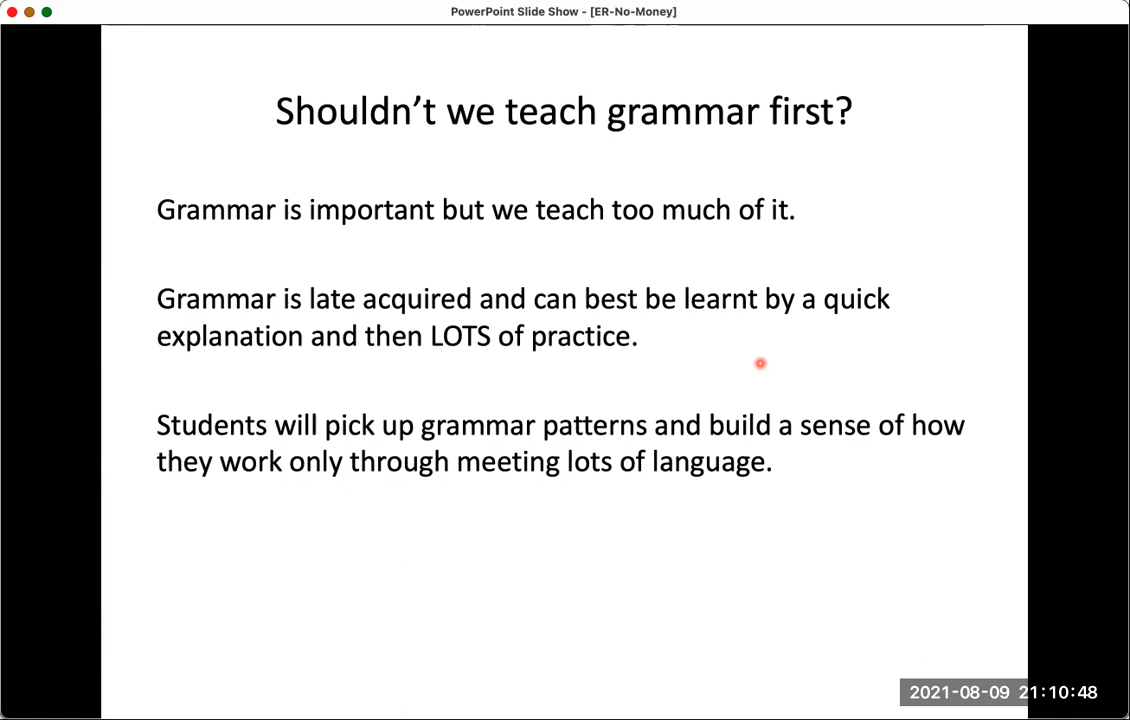 PowerPoint Slide Show - [ER-No-Money]
Shouldn’t we teach grammar first?
Grammar is important but we teach too much of it.
Grammar is late acquired and can best be learnt by a quick
explanation and then LOTS of practice.
Students will pick up grammar patterns and build a sense of how
they work only through meeting lots of language.
2021-08-09 21:10:48